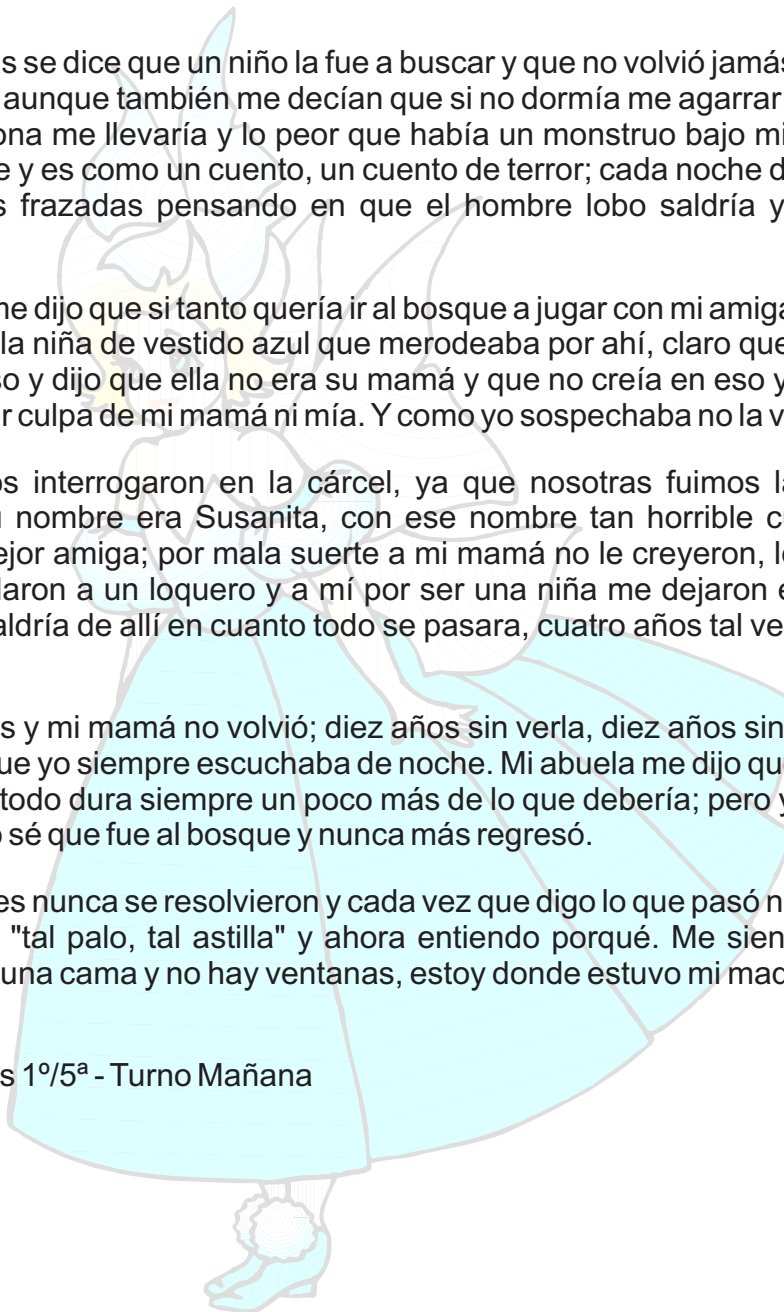 s se dice que un niño la fue a buscar y que no volvió jamás
aunque también me decían que si no dormía me agarrar
ona me llevaría y lo peor que había un monstruo bajo mi
e y es como un cuento, un cuento de terror; cada noche d
s frazadas pensando en que el hombre lobo saldría y
me dijo que si tanto quería ir al bosque a jugar con mi amiga
la niña de vestido azul que merodeaba por ahí, claro que
so y dijo que ella no era su mamá y que no creía en eso y
r culpa de mi mamá ni mía. Y como yo sospechaba no la v
os interrogaron en la cárcel, ya que nosotras fuimos la
u nombre era Susanita, con ese nombre tan horrible c
ejor amiga; por mala suerte a mi mamá no le creyeron, l
daron a un loquero y a mí por ser una niña me dejaron e
aldría de allí en cuanto todo se pasara, cuatro años tal ve
s y mi mamá no volvió; diez años sin verla, diez años sin
ue yo siempre escuchaba de noche. Mi abuela me dijo que
todo dura siempre un poco más de lo que debería; pero y
o sé que fue al bosque y nunca más regresó.
es nunca se resolvieron y cada vez que digo lo que pasó n
"tal palo, tal astilla" y ahora entiendo porqué. Me sien
una cama y no hay ventanas, estoy donde estuvo mi mad
s 1º/5ª - Turno Mañana